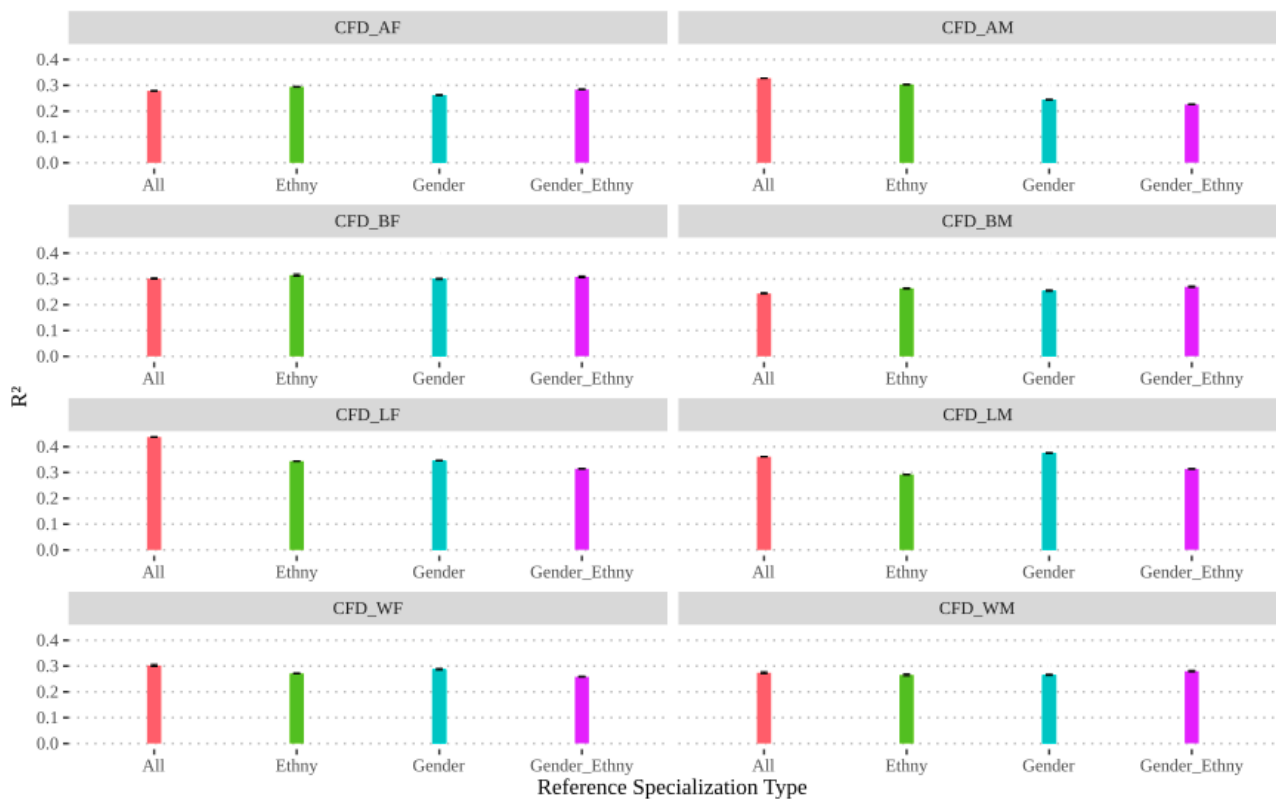 R²
CFD_AF
0.4
0.3
0.2
0.1
0.0
All Ethny Gender Gender_Ethny
CFD_AM
All Ethny Gender Gender_Ethny
CFD_BF
0.4
0.3
0.2
0.1
0.0
All Ethny Gender Gender_Ethny
CFD_BM
All Ethny Gender Gender_Ethny
CFD_LF
0.4
0.3
0.2
0.1
0.0
All Ethny Gender Gender_Ethny
CFD_LM
All Ethny Gender Gender_Ethny
CFD_WF
0.4
0.3
0.2
0.1
0.0
All Ethny Gender Gender_Ethny
CFD_WM
All Ethny Gender Gender_Ethny
Reference Specialization Type